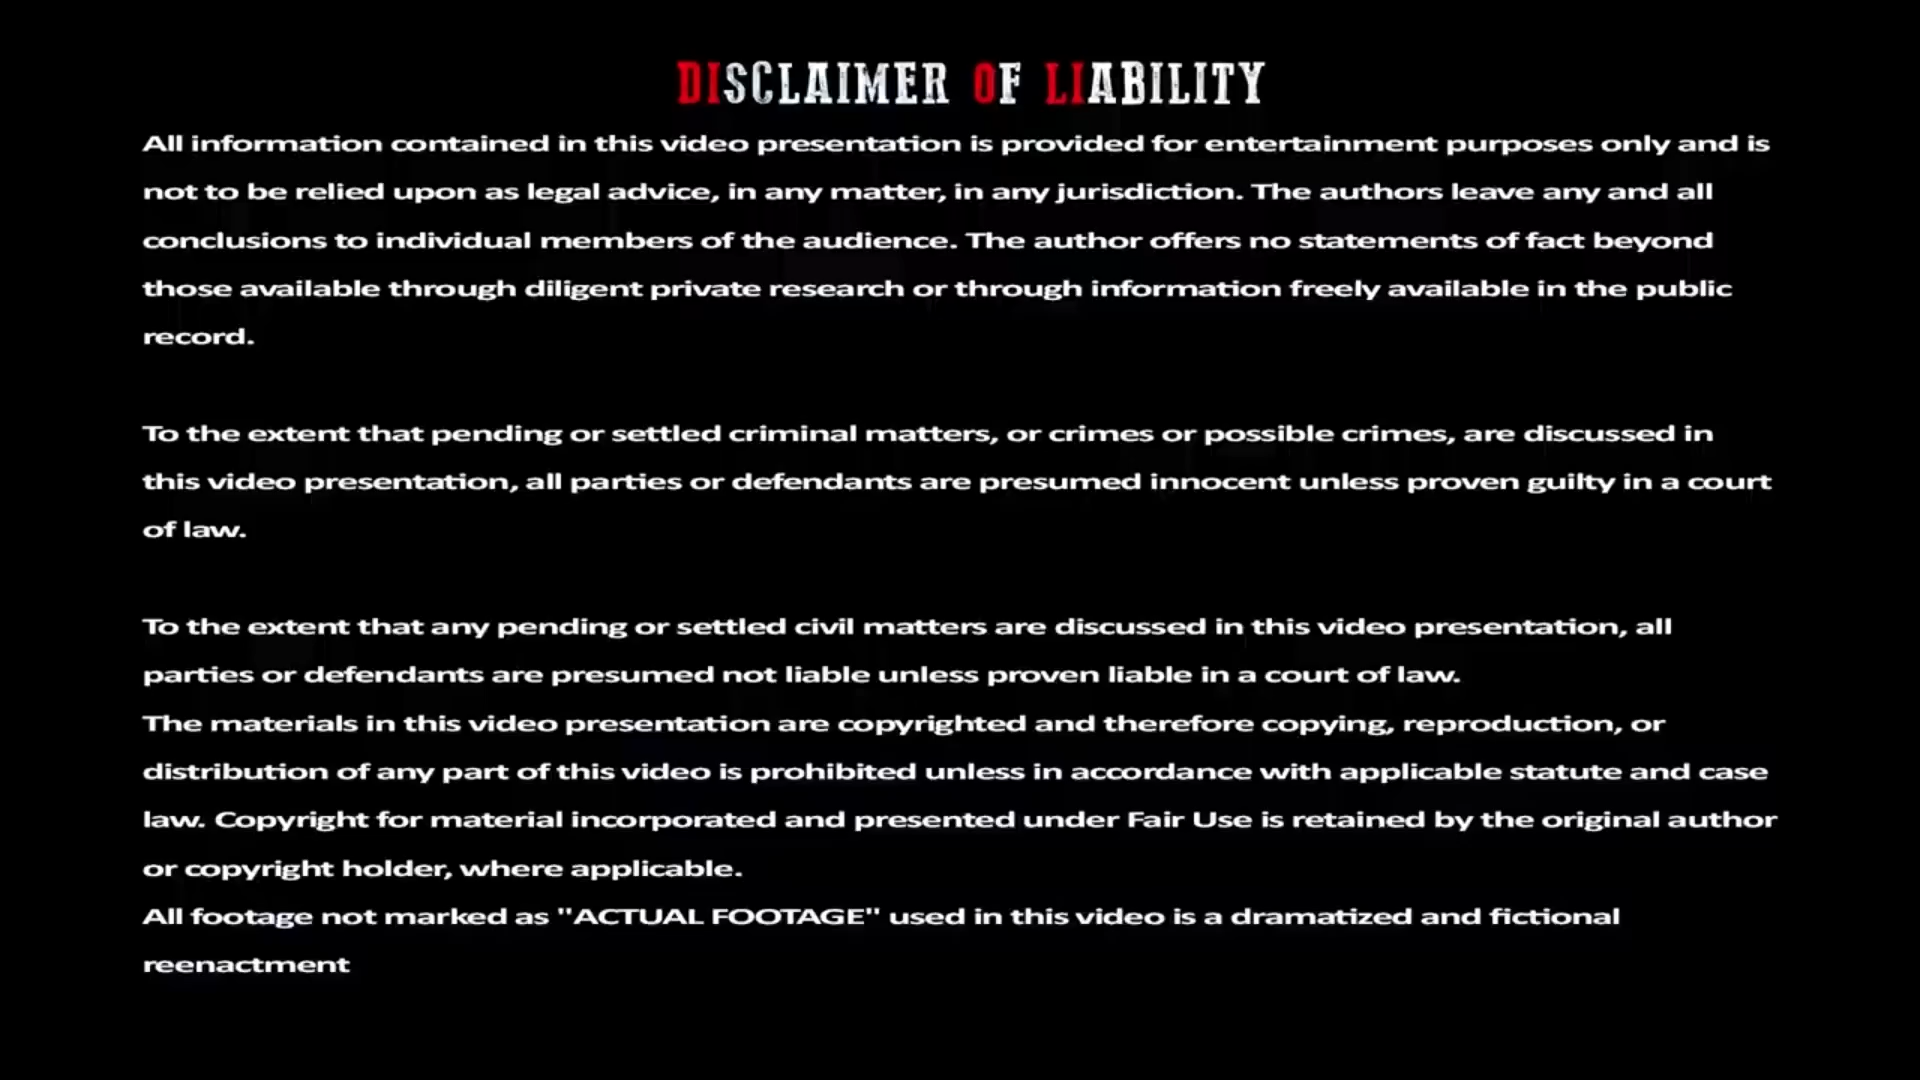 DISCLAIMER OF LIABILITY
All information contained in this video presentation is provided for entertainment purposes only and is
not to be relied upon as legal advice, in any matter, in any jurisdiction. The authors leave any and all
conclusions to individual members of the audience. The author offers no statements of fact beyond
those available through diligent private research or through information freely available in the public
record.
To the extent that pending or settled criminal matters, or crimes or possible crimes, are discussed in
this video presentation, all parties or defendants are presumed innocent unless proven guilty in a court
of law.
To the extent that any pending or settled civil matters are discussed in this video presentation, all
parties or defendants are presumed not liable unless proven liable in a court of law.
The materials in this video presentation are copyrighted and therefore copying, reproduction, or
distribution of any part of this video is prohibited unless in accordance with applicable statute and case
law. Copyright for material incorporated and presented under Fair Use is retained by the original author
or copyright holder, where applicable.
All footage not marked as "ACTUAL FOOTAGE" used in this video is a dramatized and fictional
reenactment